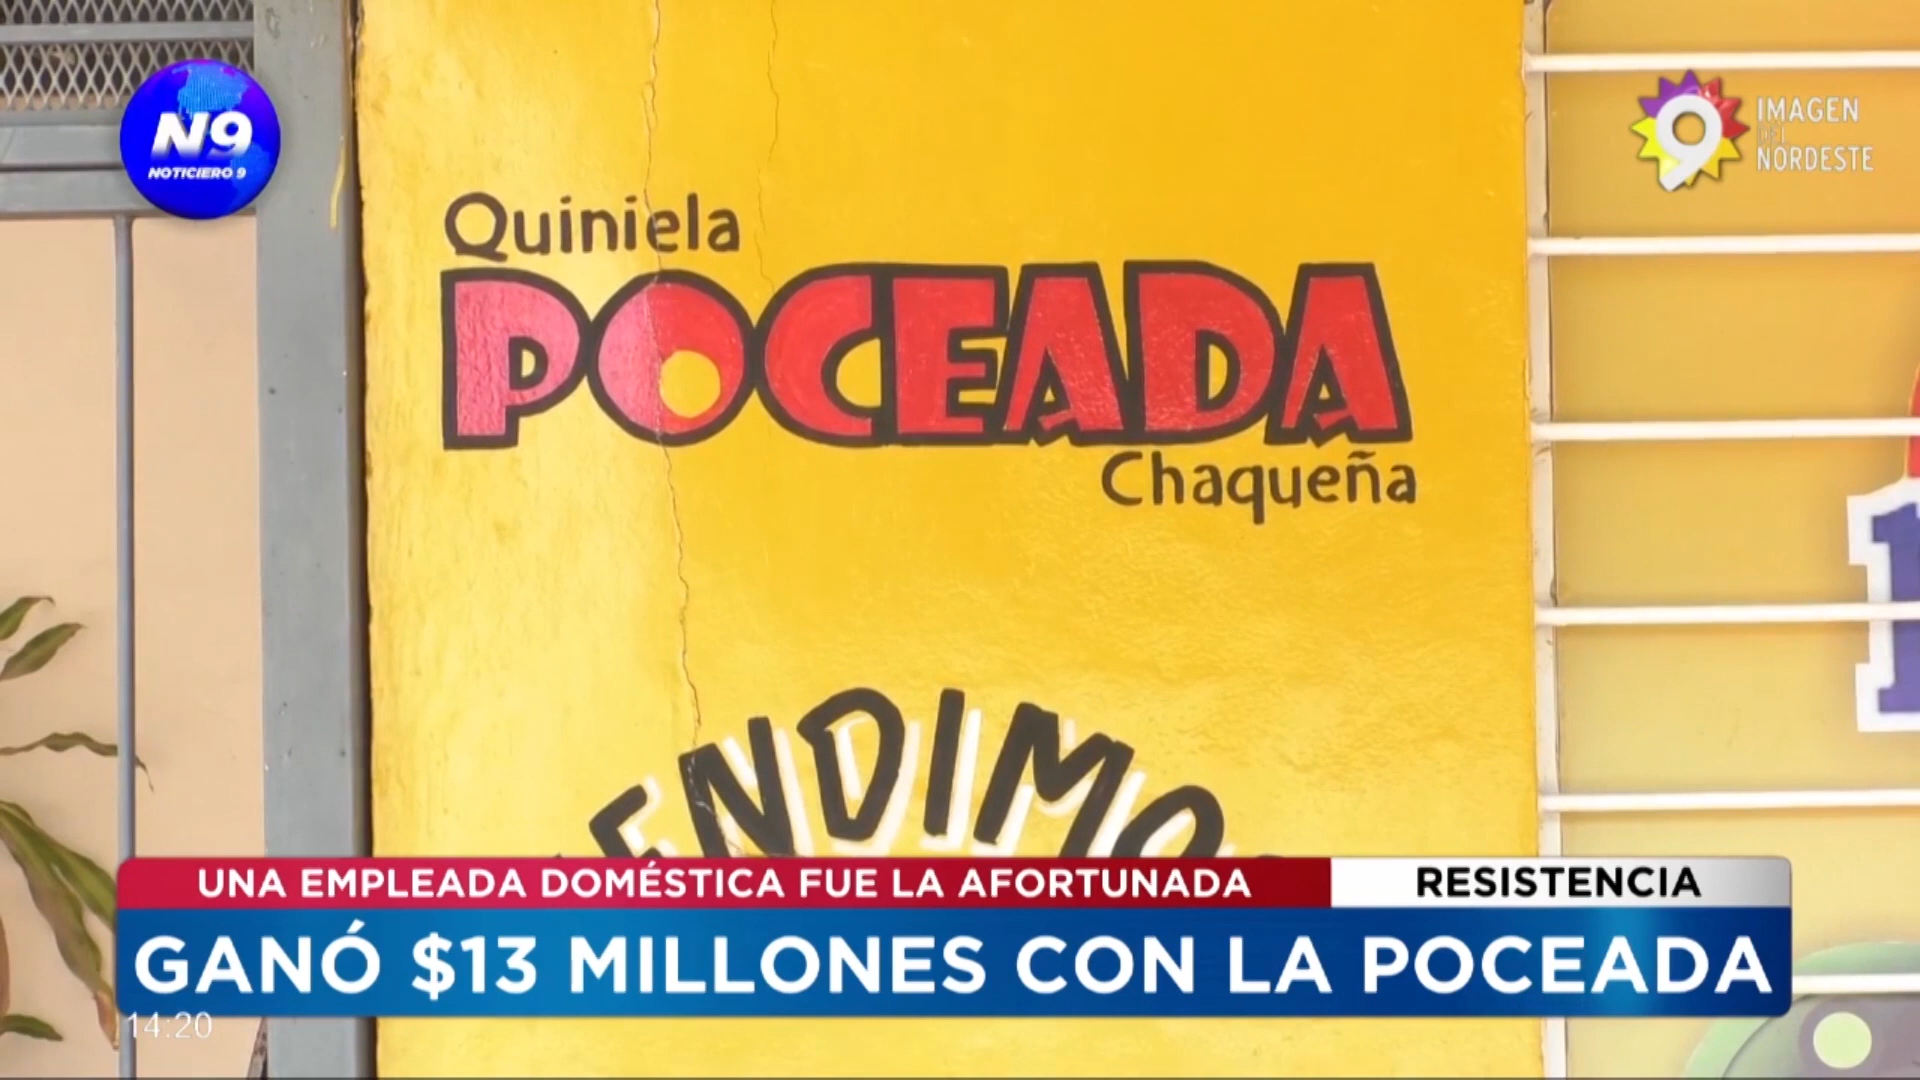 N9
NOTICIERO 9
9
IMAGEN
DEL
NORDESTE
Quiniela
POCEADA
Chaqueña
UNA EMPLEADA DOMÉSTICA FUE LA AFORTUNADA
RESISTENCIA
GANÓ $13 MILLONES CON LA POCEADA
14:20